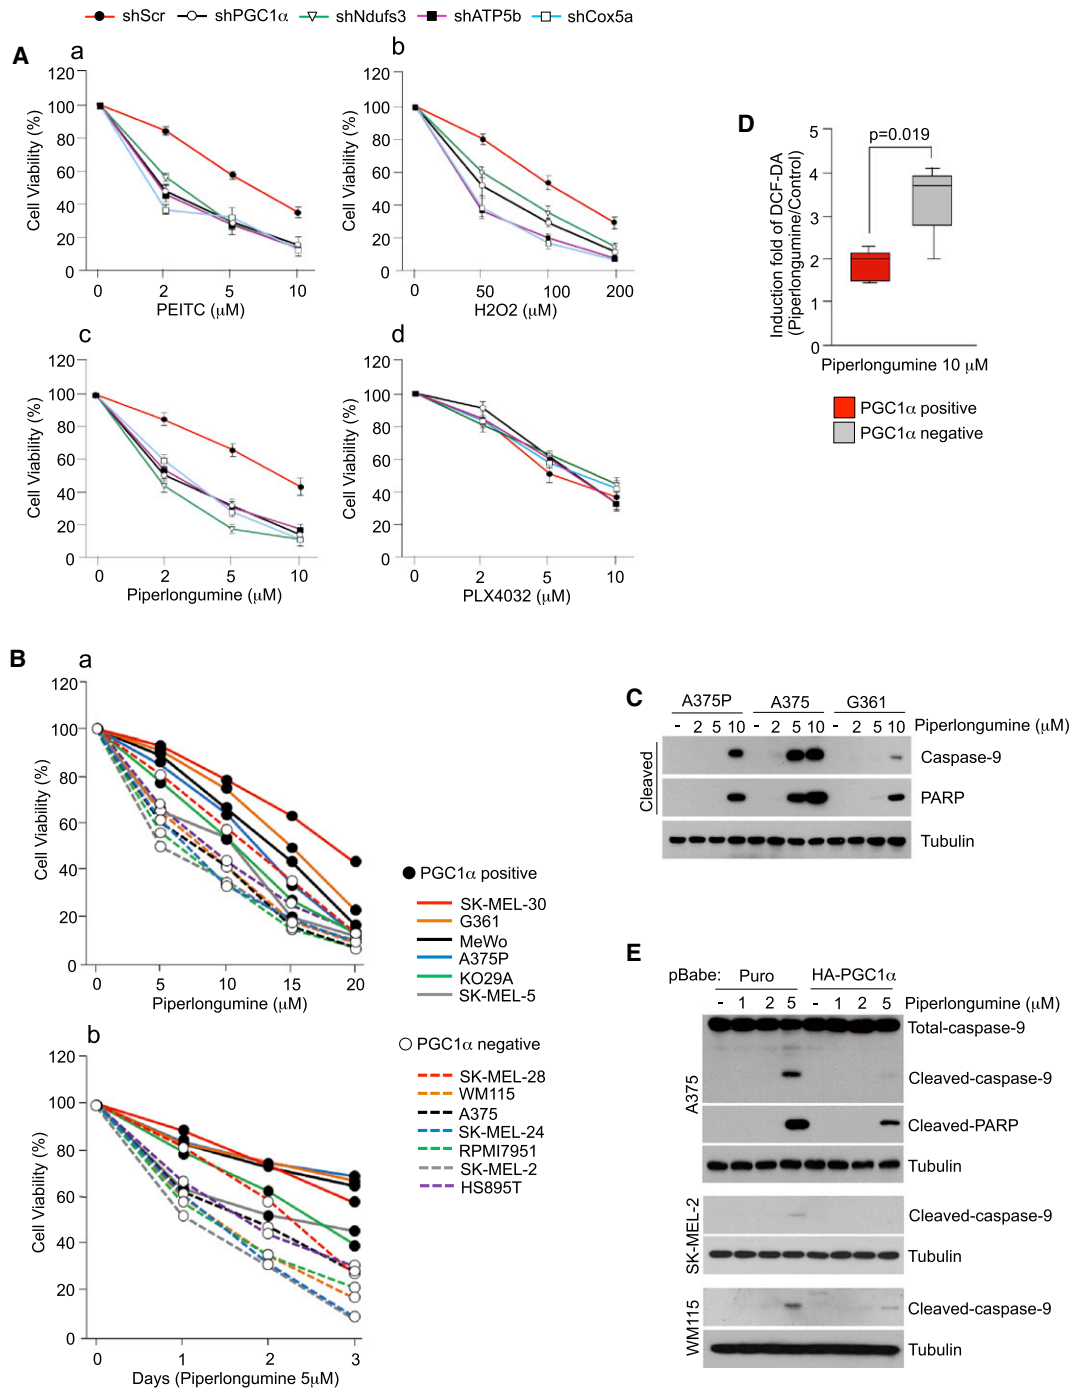 shScr shPGC1α shNdufs3 shATP5b shCox5a
A
a
120
100
80
60
40
20
0
Cell Viability (%)
0 2 5 10
PEITC (μM)
b
120
100
80
60
40
20
0
Cell Viability (%)
0 50 100 200
H2O2 (μM)
c
120
100
80
60
40
20
0
Cell Viability (%)
0 2 5 10
Piperlongumine (μM)
d
120
100
80
60
40
20
0
Cell Viability (%)
0 2 5 10
PLX4032 (μM)
D
p=0.019
5
4
3
2
1
0
Induction fold of DCF-DA
(Piperlongumine/Control)
Piperlongumine 10 μM
PGC1α positive
PGC1α negative
B
a
120
100
80
60
40
20
0
Cell Viability (%)
0 5 10 15 20
Piperlongumine (μM)
PGC1α positive
SK-MEL-30
G361
MeWo
A375P
KO29A
SK-MEL-5
b
120
100
80
60
40
20
0
Cell Viability (%)
0 1 2 3
Days (Piperlongumine 5μM)
PGC1α negative
SK-MEL-28
WM115
A375
SK-MEL-24
RPMI7951
SK-MEL-2
HS895T
C
A375P A375 G361
- 2 5 10 - 2 5 10 - 2 5 10 Piperlongumine (μM)
Cleaved
Caspase-9
PARP
Tubulin
E
pBabe: Puro HA-PGC1α
- 1 2 5 - 1 2 5 Piperlongumine (μM)
A375
Total-caspase-9
Cleaved-caspase-9
Cleaved-PARP
Tubulin
SK-MEL-2
Cleaved-caspase-9
Tubulin
WM115
Cleaved-caspase-9
Tubulin